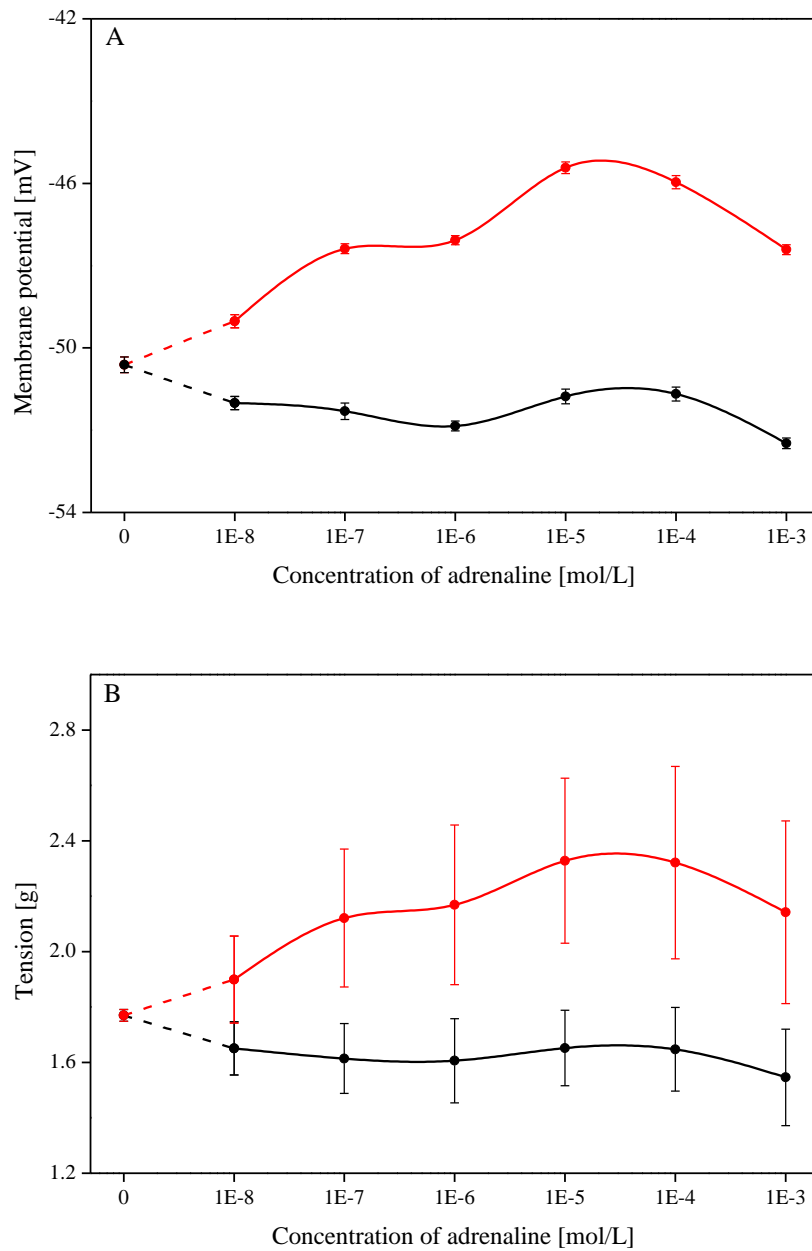 A
-42
-46
-50
-54
Membrane potential [mV]
0 1E-8 1E-7 1E-6 1E-5 1E-4 1E-3
Concentration of adrenaline [mol/L]
B
2.8
2.4
2.0
1.6
1.2
Tension [g]
0 1E-8 1E-7 1E-6 1E-5 1E-4 1E-3
Concentration of adrenaline [mol/L]